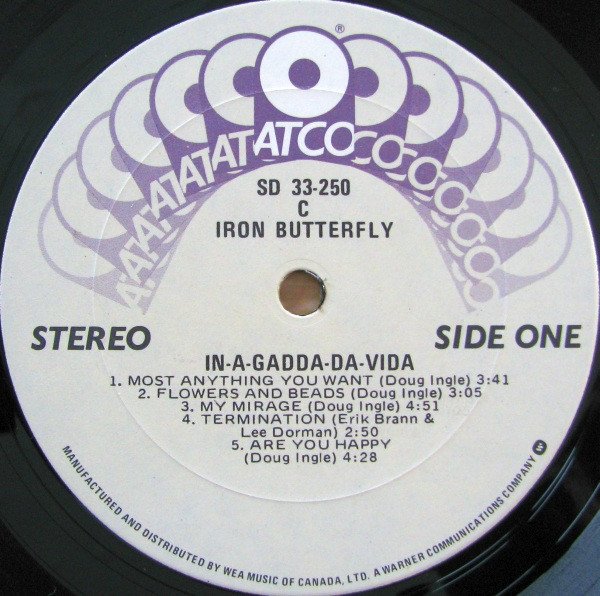 ®
ATATATATATATCOCOCOCOCOCO
SD 33-250
C
IRON BUTTERFLY
STEREO
SIDE ONE
IN-A-GADDA-DA-VIDA
1. MOST ANYTHING YOU WANT (Doug Ingle) 3:41
2. FLOWERS AND BEADS (Doug Ingle) 3:05
3. MY MIRAGE (Doug Ingle) 4:51
4. TERMINATION (Erik Brann &
Lee Dorman) 2:50
5. ARE YOU HAPPY
(Doug Ingle) 4:28
MANUFACTURED AND DISTRIBUTED BY WEA MUSIC OF CANADA, LTD. A WARNER COMMUNICATIONS COMPANY